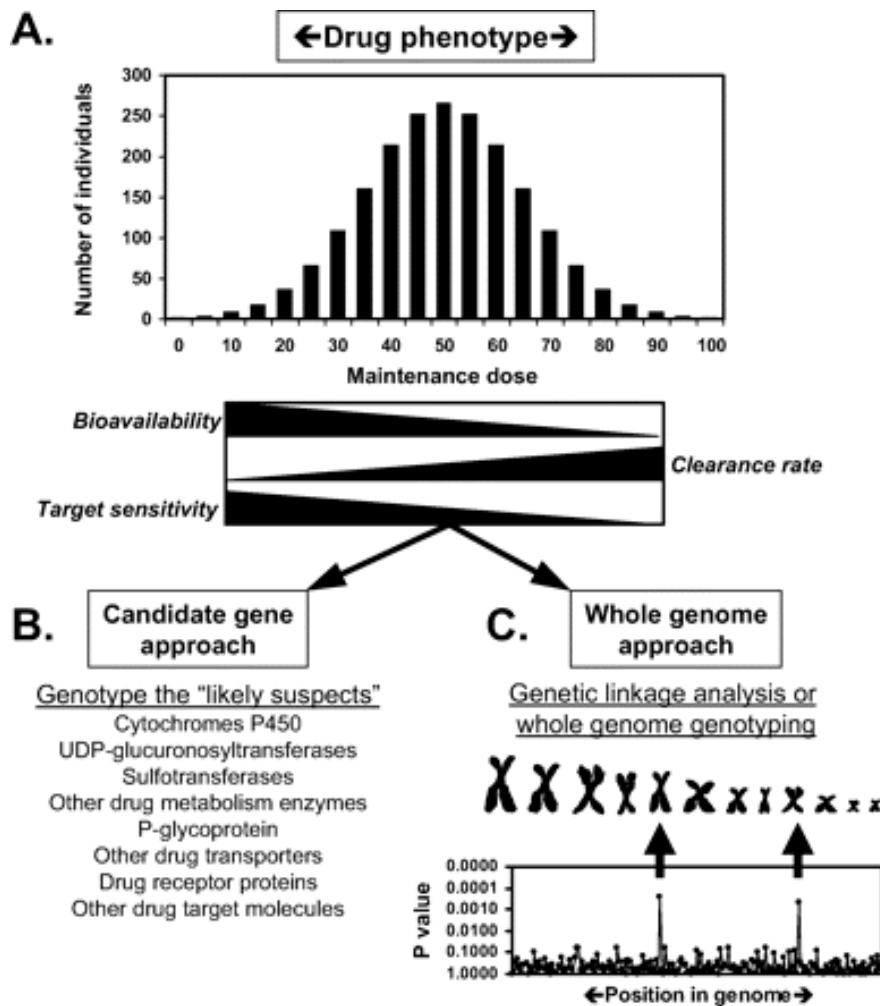 A.
←Drug phenotype→
Number of individuals
300
250
200
150
100
50
0
0 10 20 30 40 50 60 70 80 90 100
Maintenance dose
Bioavailability
Clearance rate
Target sensitivity
B.
Candidate gene
approach
Genotype the “likely suspects”
Cytochromes P450
UDP-glucuronosyltransferases
Sulfotransferases
Other drug metabolism enzymes
P-glycoprotein
Other drug transporters
Drug receptor proteins
Other drug target molecules
C.
Whole genome
approach
Genetic linkage analysis or
whole genome genotyping
P value
0.0000
0.0001
0.0010
0.0100
0.1000
1.0000
←Position in genome→